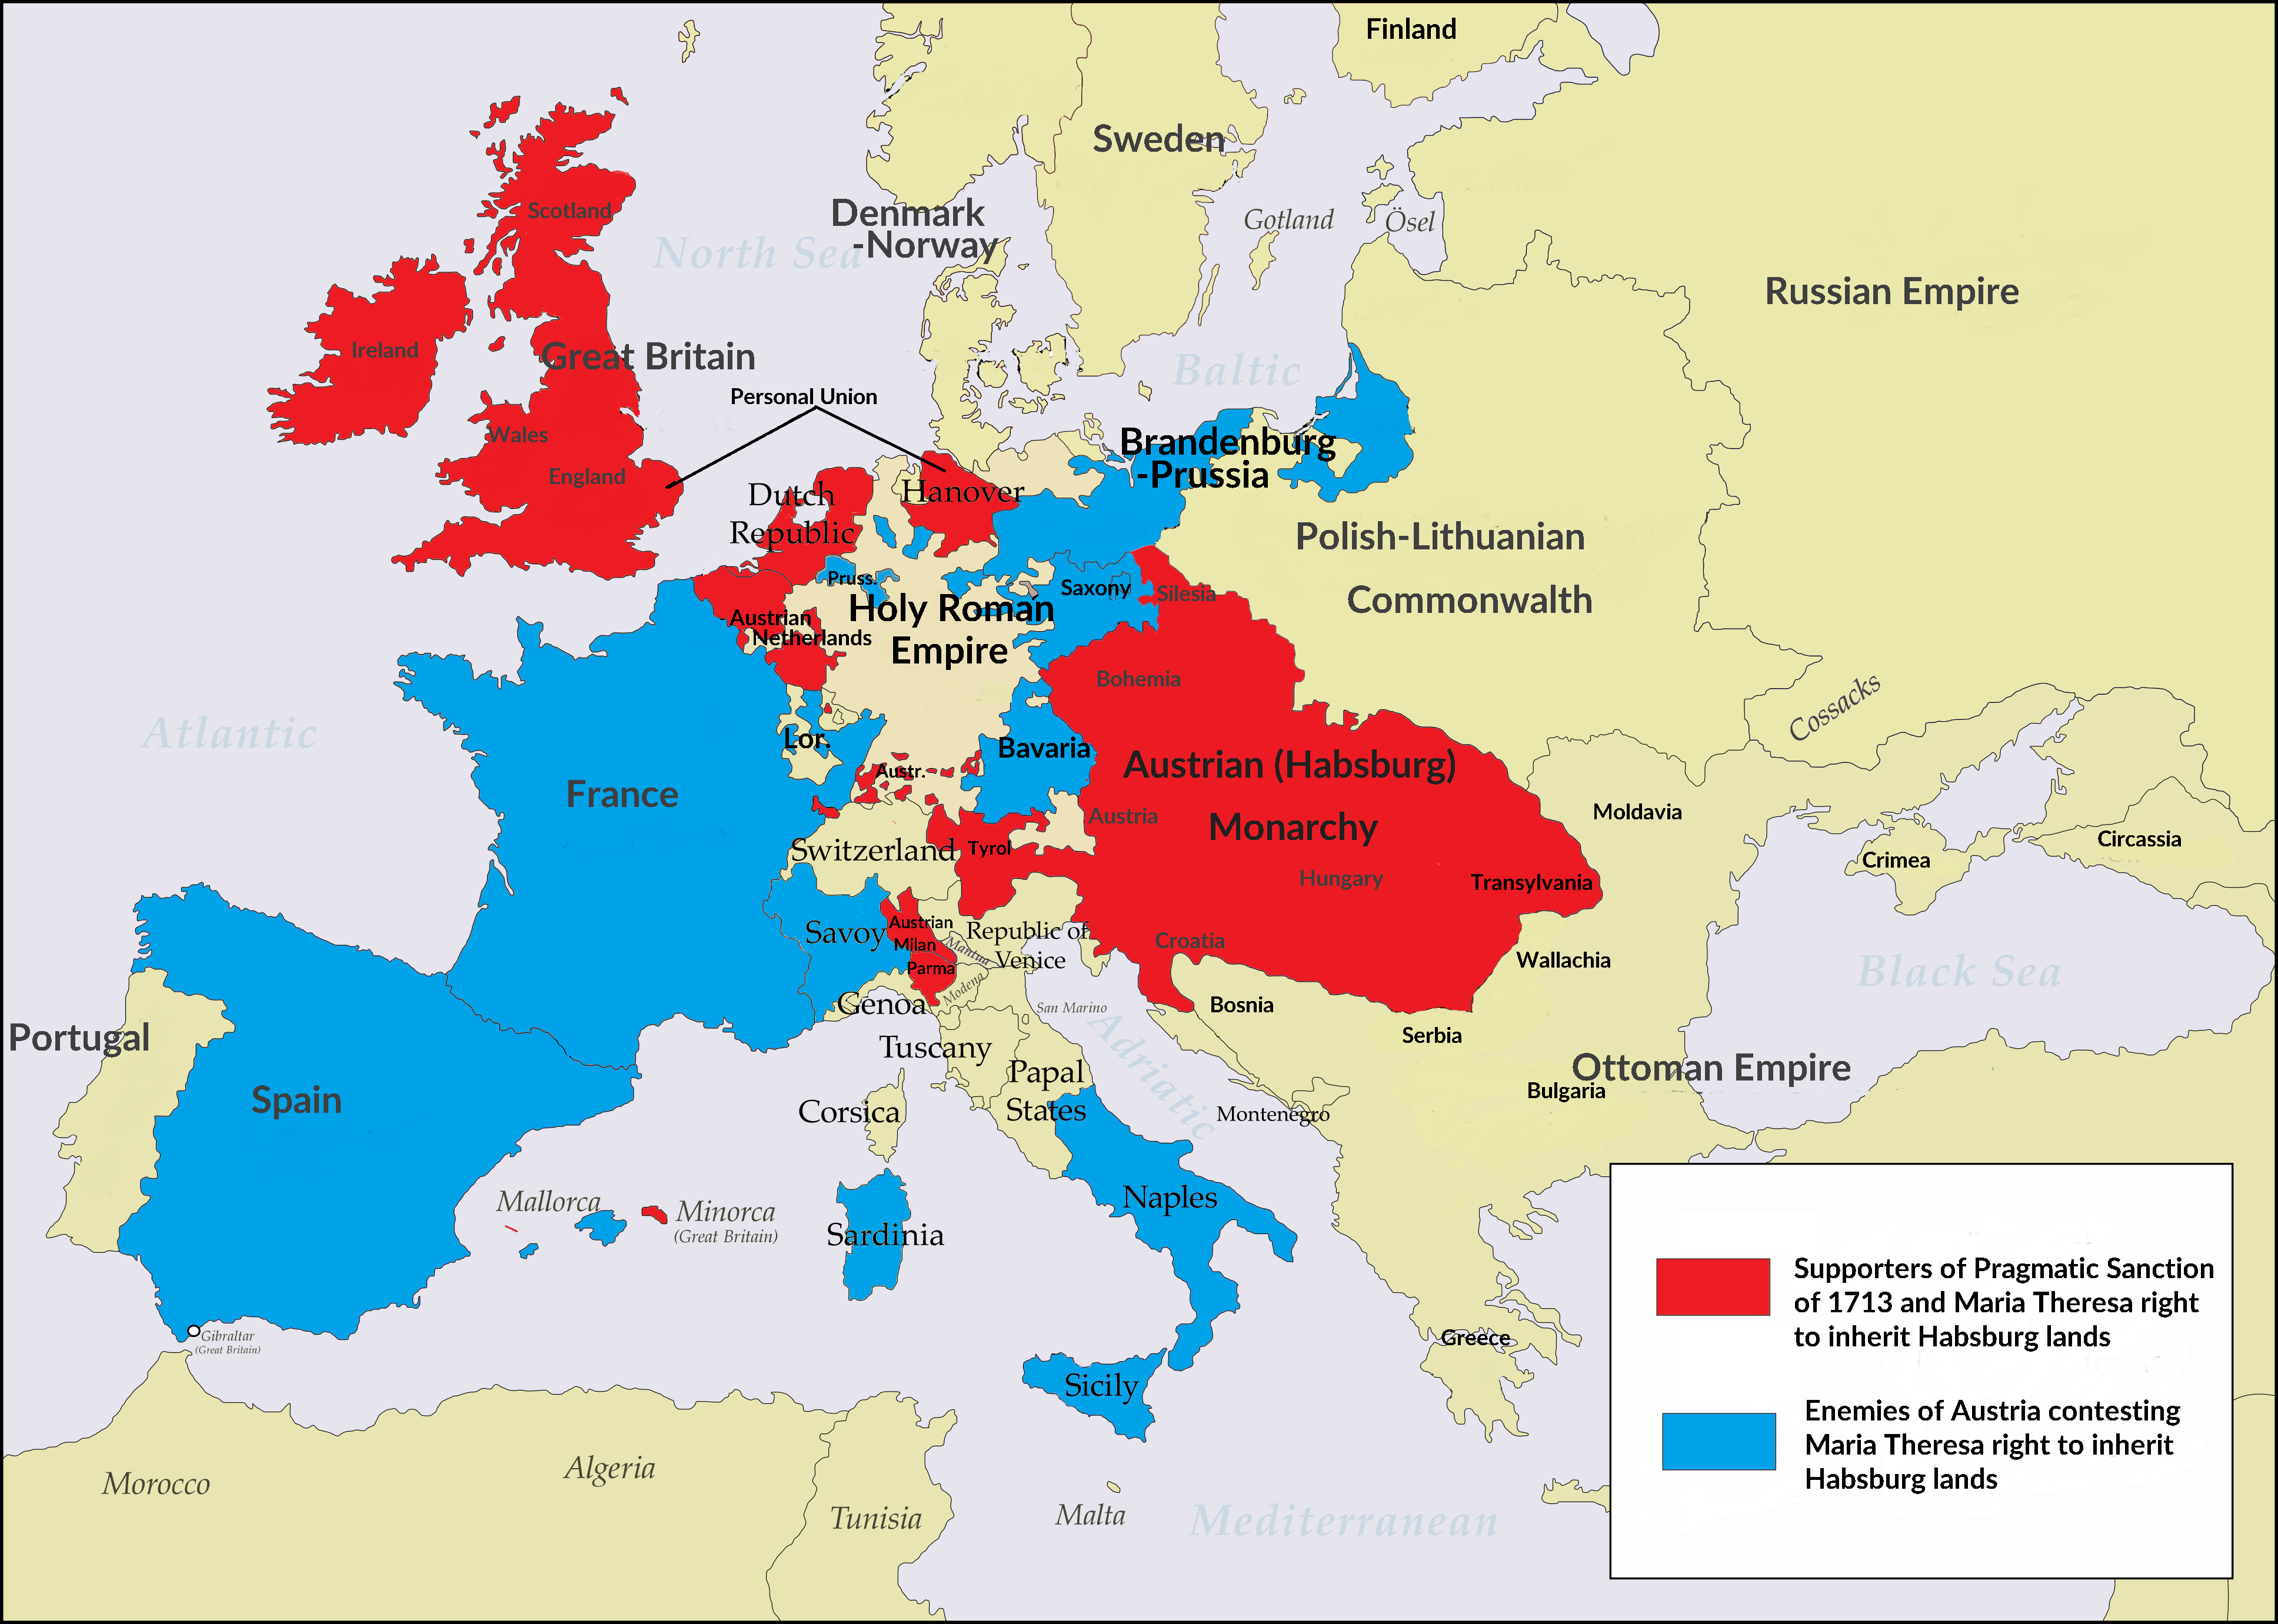 Finland
Sweden
Denmark
-Norway
North Sea
Gotland
Ösel
Scotland
Russian Empire
Ireland
Great Britain
Baltic
Personal Union
Wales
England
Brandenburg
-Prussia
Dutch
Republic
Hanover
Polish-Lithuanian
Commonwalth
Pruss.
Saxony
Silesia
Holy Roman
Empire
Austrian
Netherlands
Bohemia
Cossacks
Atlantic
Lor.
Bavaria
Austrian (Habsburg)
Monarchy
Austr.
France
Austria
Moldavia
Circassia
Crimea
Switzerland
Tyrol
Hungary
Transylvania
Savoy
Austrian
Milan
Mantua
Parma
Modena
Republic of
Venice
Croatia
Wallachia
Black Sea
Genoa
San Marino
Bosnia
Serbia
Portugal
Tuscany
Adriatic
Ottoman Empire
Papal
States
Spain
Corsica
Montenegro
Bulgaria
Mallorca
Minorca
(Great Britain)
Sardinia
Naples
Gibraltar
(Great Britain)
Greece
Sicily
Morocco
Algeria
Tunisia
Malta
Mediterranean
Supporters of Pragmatic Sanction
of 1713 and Maria Theresa right
to inherit Habsburg lands
Enemies of Austria contesting
Maria Theresa right to inherit
Habsburg lands